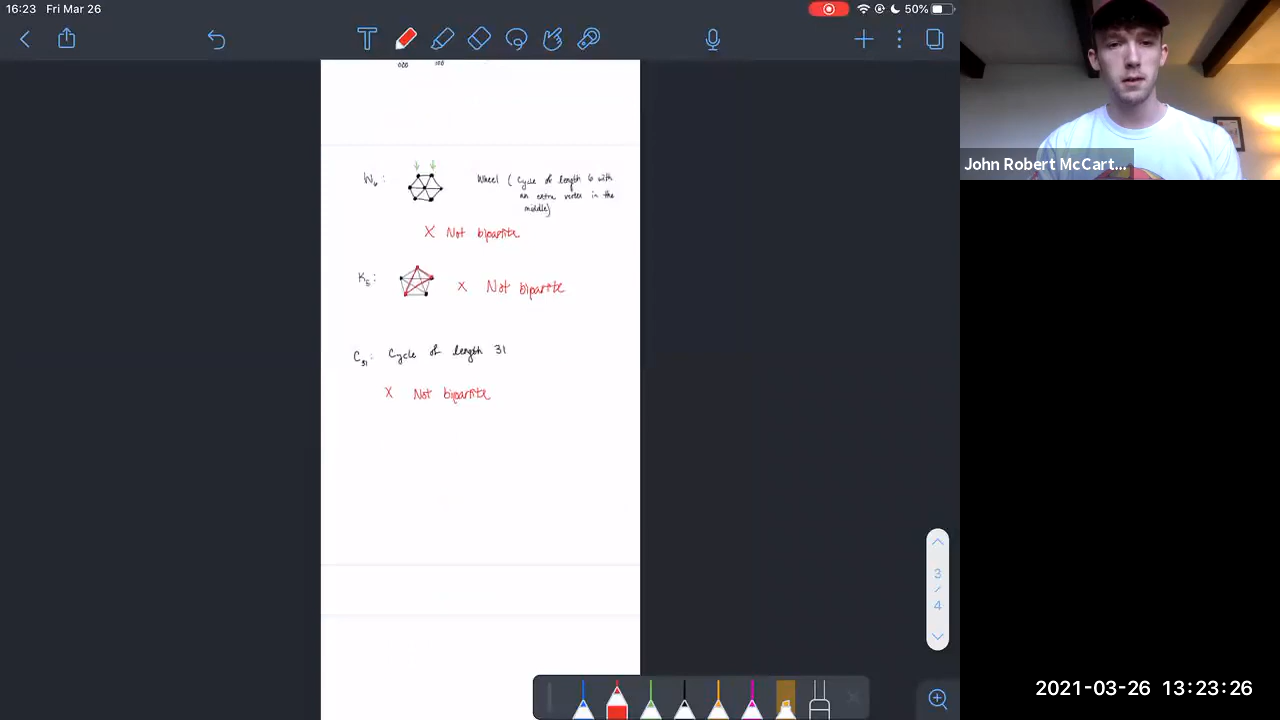 16:23 Fri Mar 26
50%
John Robert McCart...
020 100
W6: Wheel ( Cycle of length 6 with
an extra vertex in the
middle)
X Not bipartite
K5: X Not bipartite
C31: Cycle of length 31
X Not bipartite
3
/
4
2021-03-26 13:23:26